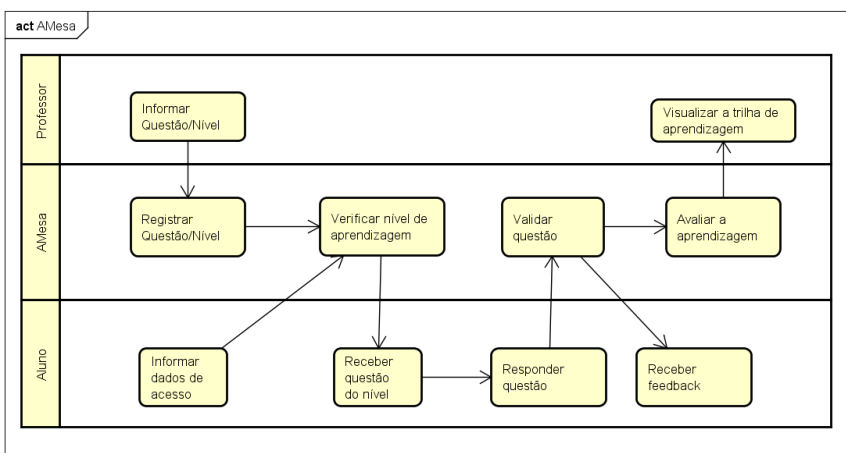 act AMesa
Professor
Informar
Questão/Nível
Visualizar a trilha de
aprendizagem
AMesa
Registrar
Questão/Nível
Verificar nível de
aprendizagem
Validar
questão
Avaliar a
aprendizagem
Aluno
Informar
dados de
acesso
Receber
questão
do nível
Responder
questão
Receber
feedback